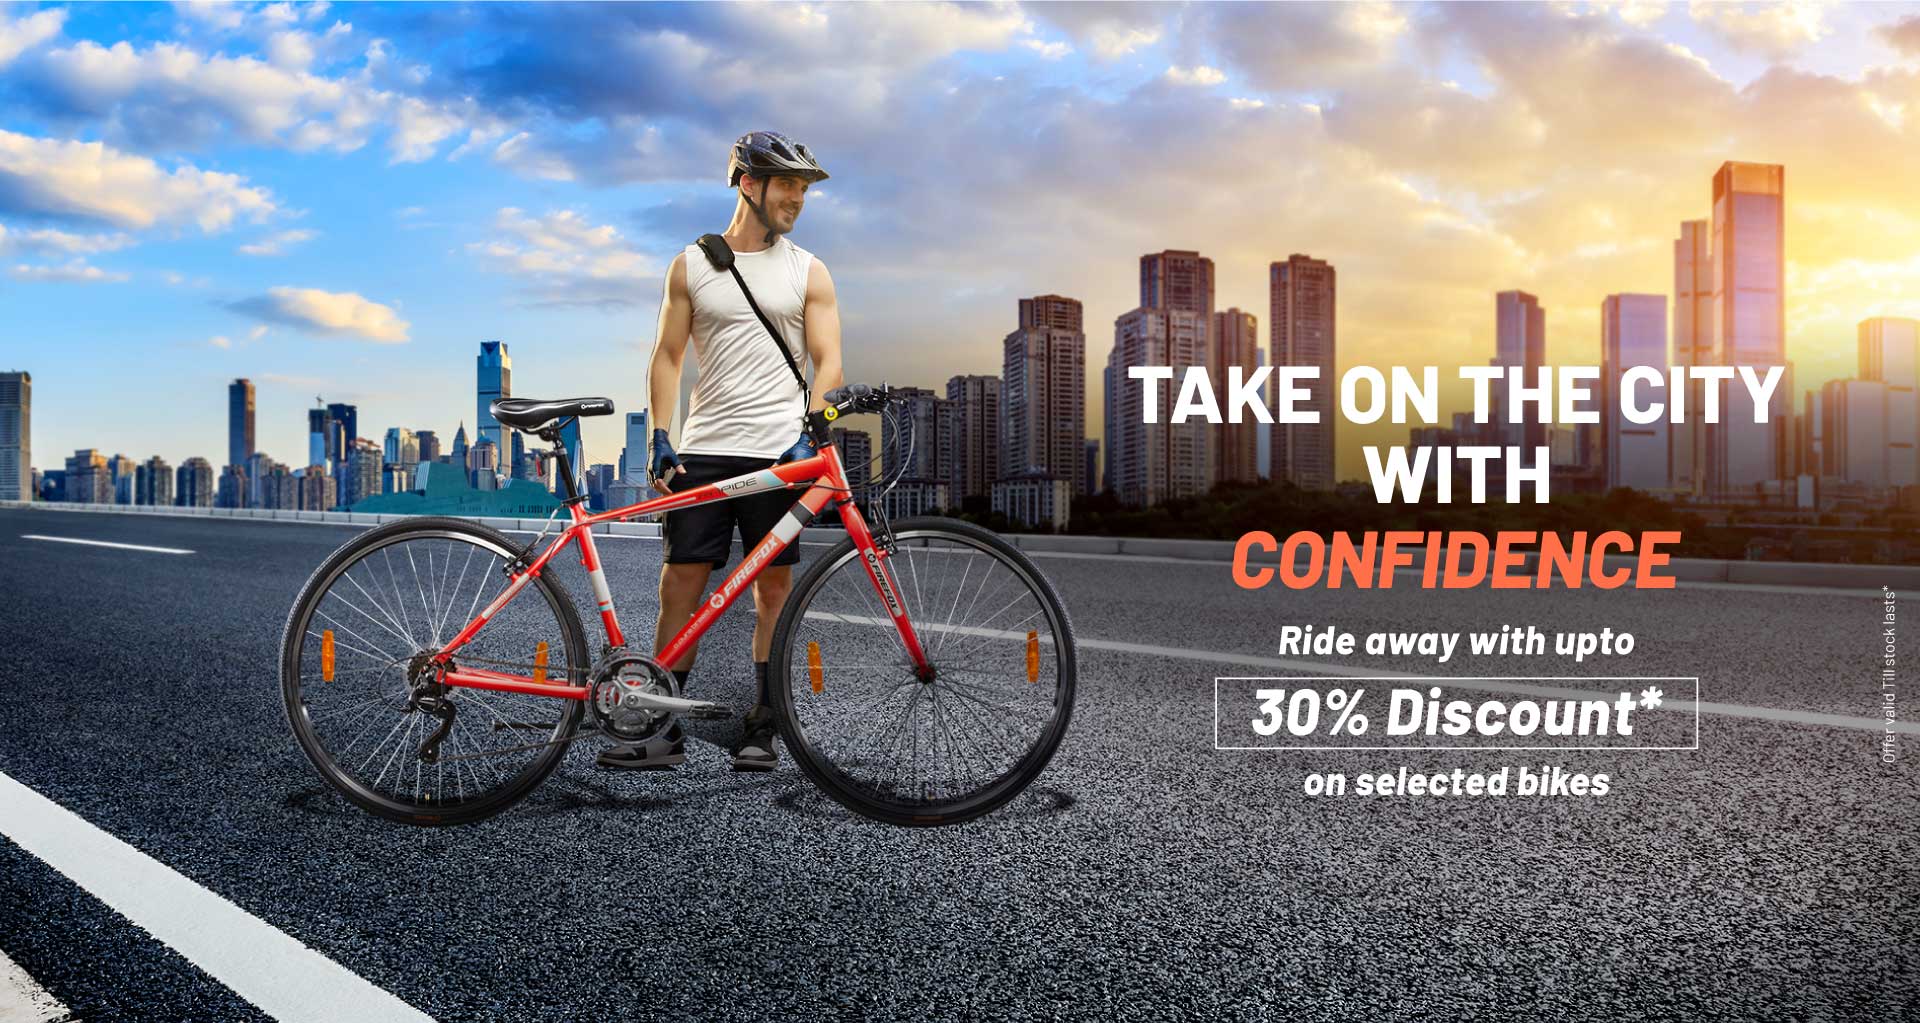 TAKE ON THE CITY
WITH
CONFIDENCE
Ride away with upto
30% Discount*
on selected bikes
Offer valid Till stock lasts*
FIREFOX
FIREFOX